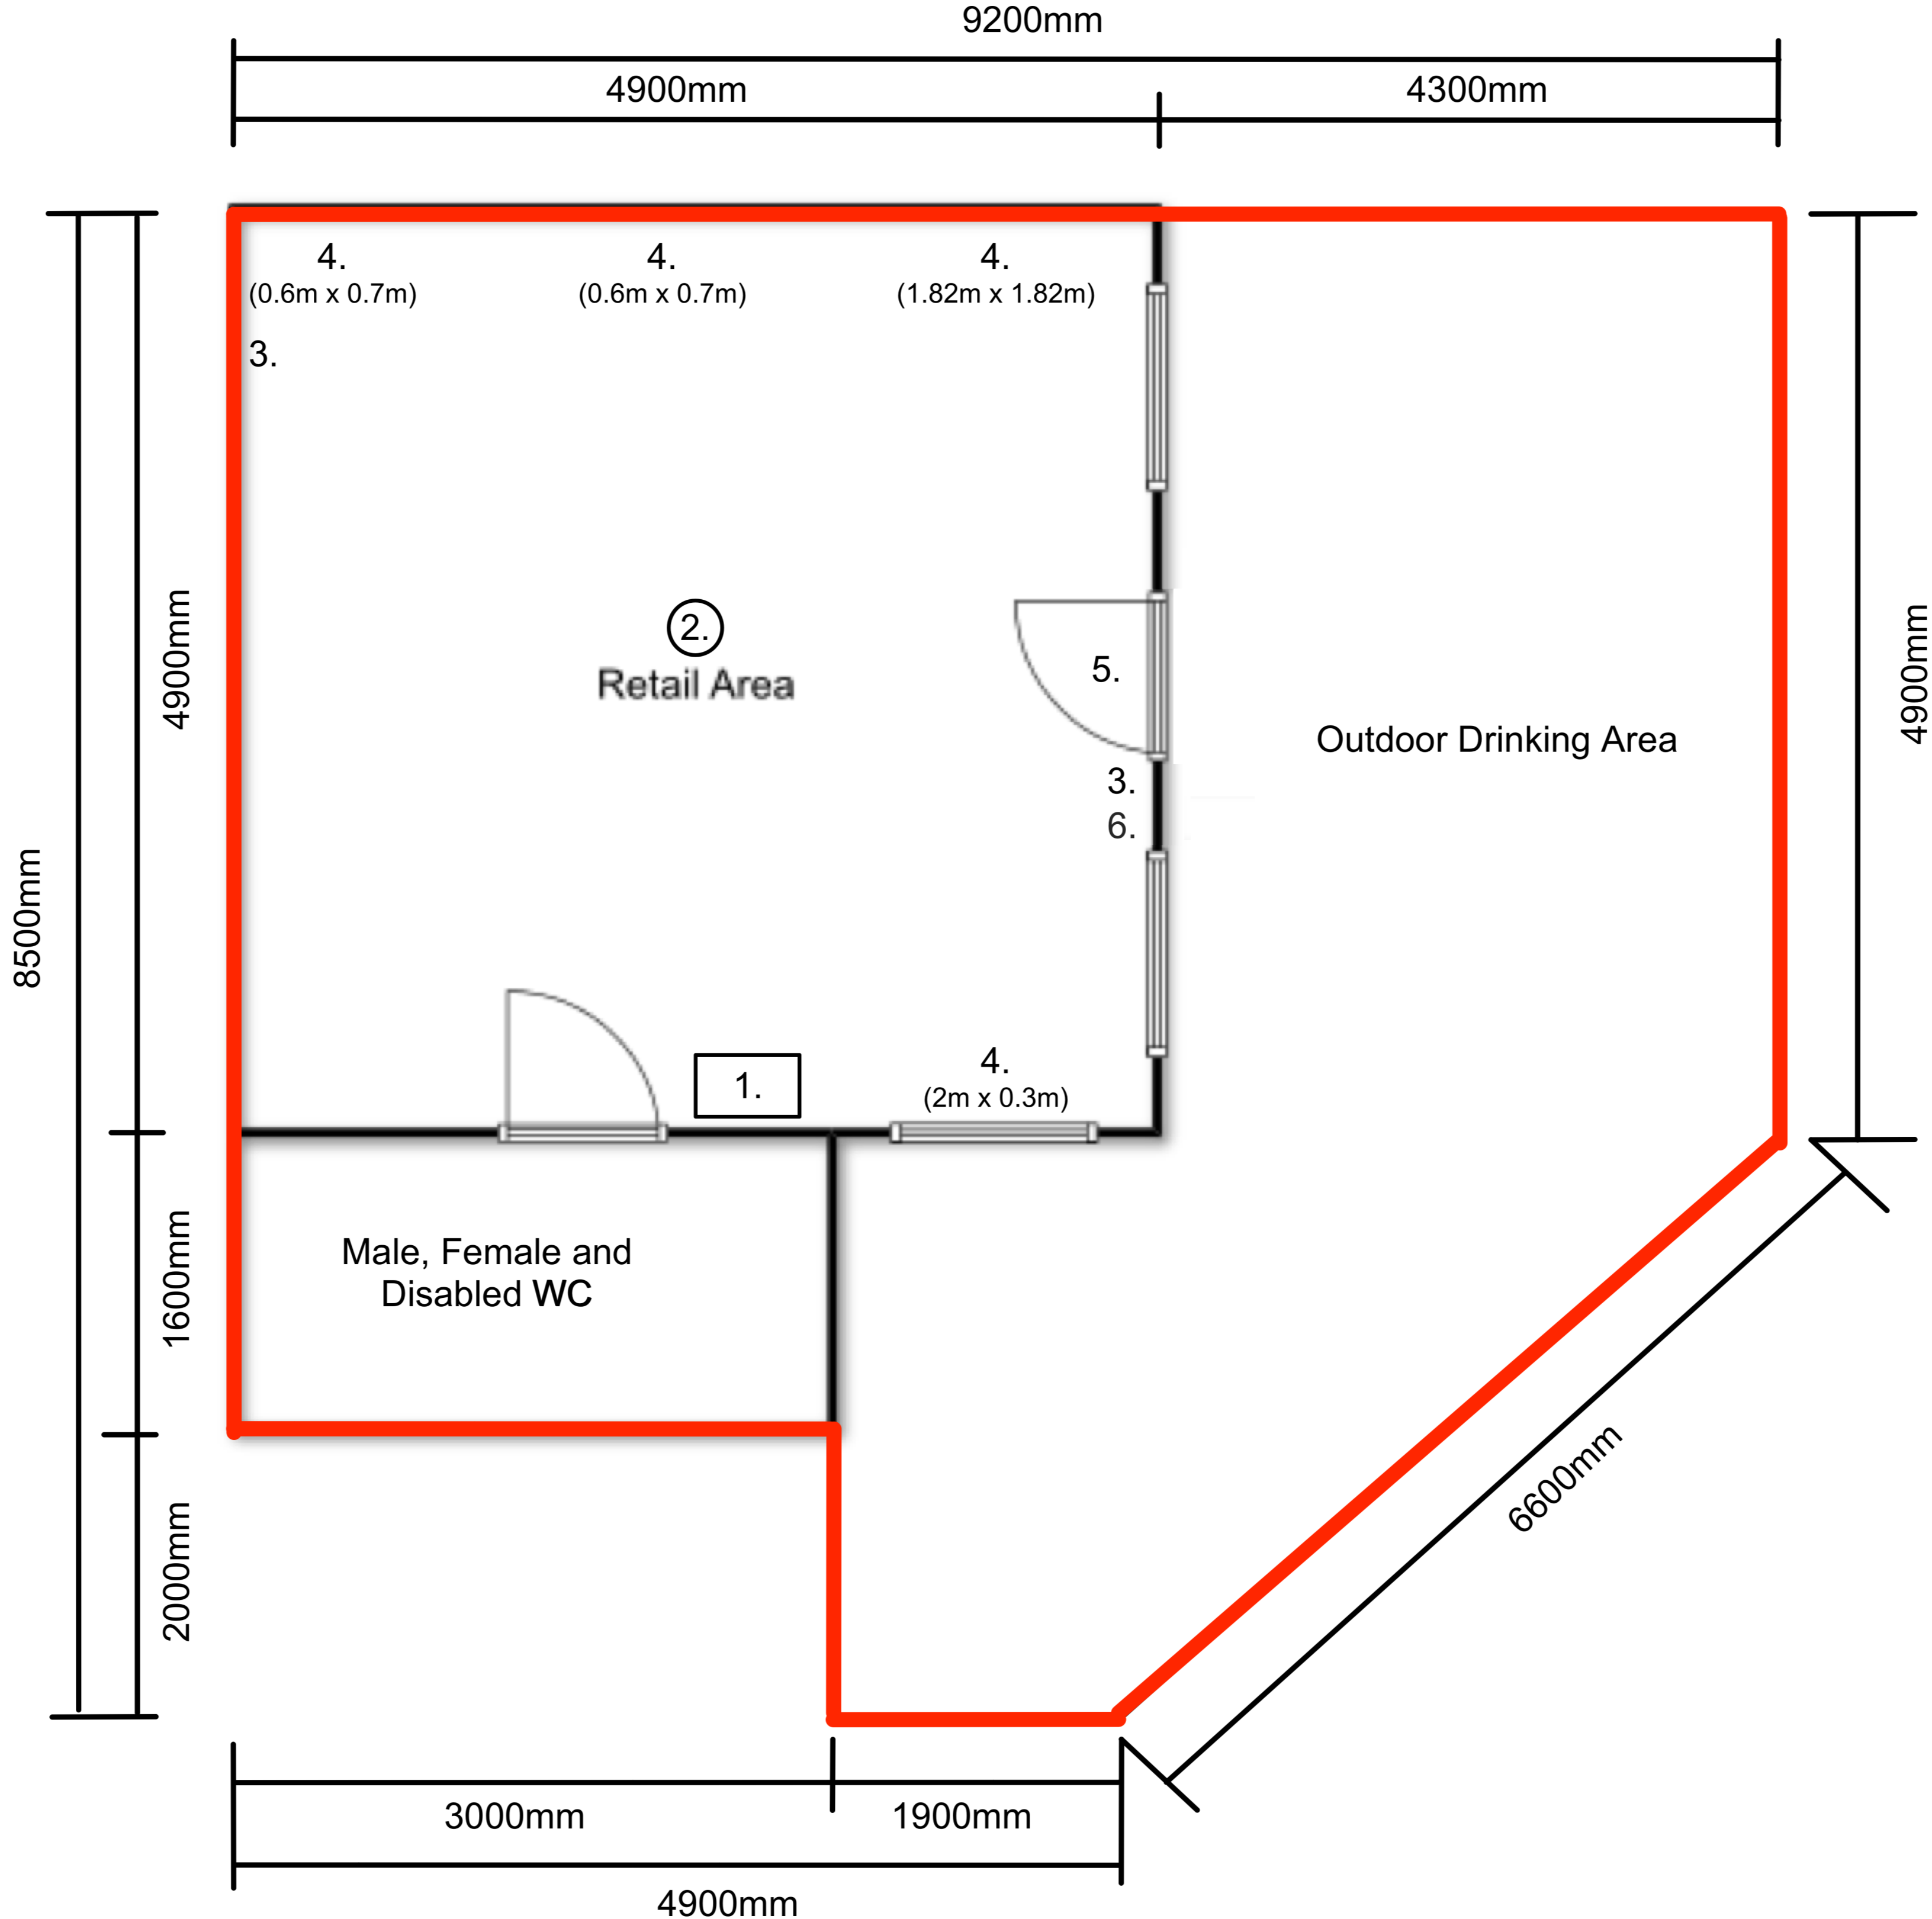 9200mm
4900mm
4300mm
4.
(0.6m x 0.7m)
4.
(0.6m x 0.7m)
4.
(1.82m x 1.82m)
3.
2.
Retail Area
5.
3.
6.
Outdoor Drinking Area
4900mm
4900mm
8500mm
1.
4.
(2m x 0.3m)
Male, Female and
Disabled WC
1600mm
2000mm
6600mm
3000mm
1900mm
4900mm